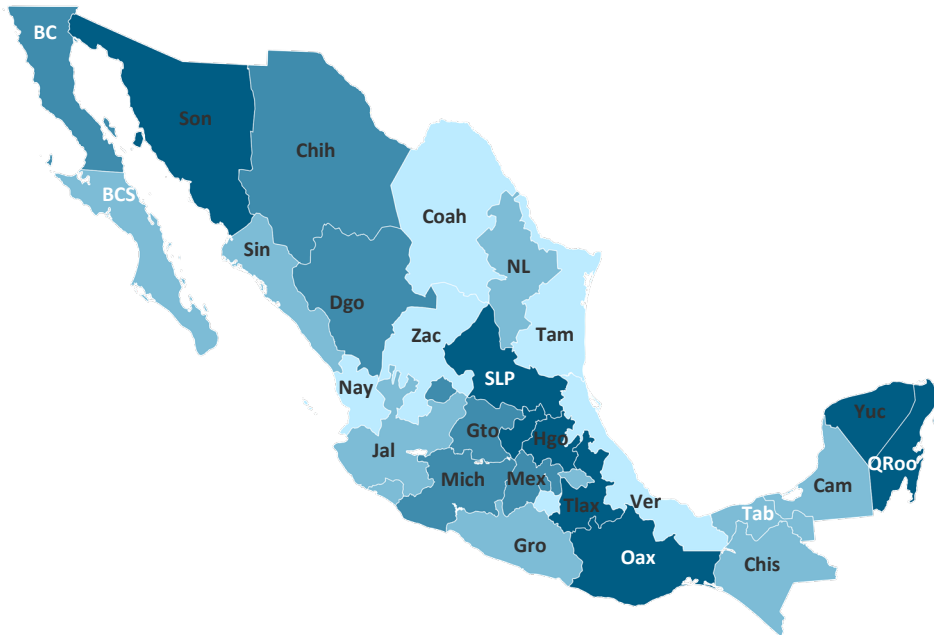 BC
Son
Chih
BCS
Coah
Sin
NL
Dgo
Zac
Tam
SLP
Nay
Yuc
Gto
Hgo
Jal
QRoo
Mich
Mex
Cam
Tlax
Ver
Tab
Gro
Oax
Chis